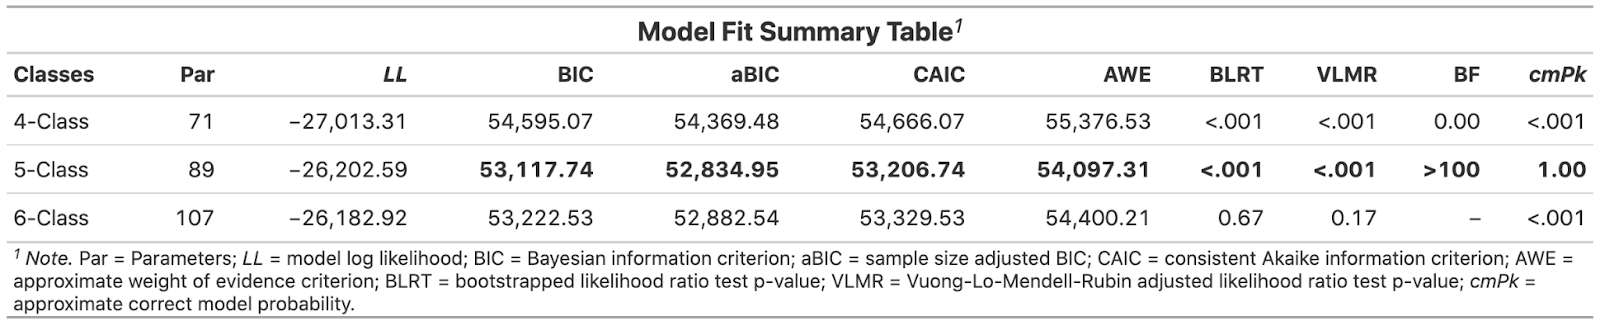 Model Fit Summary Table1
Classes Par LL BIC aBIC CAIC AWE BLRT VLMR BF cmPk
4-Class 71 −27,013.31 54,595.07 54,369.48 54,666.07 55,376.53 <.001 <.001 0.00 <.001
5-Class 89 −26,202.59 53,117.74 52,834.95 53,206.74 54,097.31 <.001 <.001 >100 1.00
6-Class 107 −26,182.92 53,222.53 52,882.54 53,329.53 54,400.21 0.67 0.17 – <.001
1 Note. Par = Parameters; LL = model log likelihood; BIC = Bayesian information criterion; aBIC = sample size adjusted BIC; CAIC = consistent Akaike information criterion; AWE =
approximate weight of evidence criterion; BLRT = bootstrapped likelihood ratio test p-value; VLMR = Vuong-Lo-Mendell-Rubin adjusted likelihood ratio test p-value; cmPk =
approximate correct model probability.